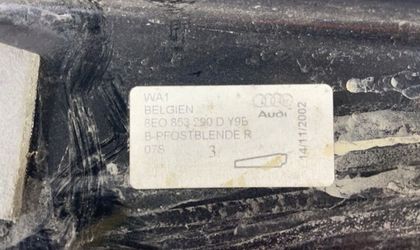 WA1
BELGIEN
8E0 853 290 D Y9B
B-PFOSTBLENDE R
078
3
Audi
14/11/2002